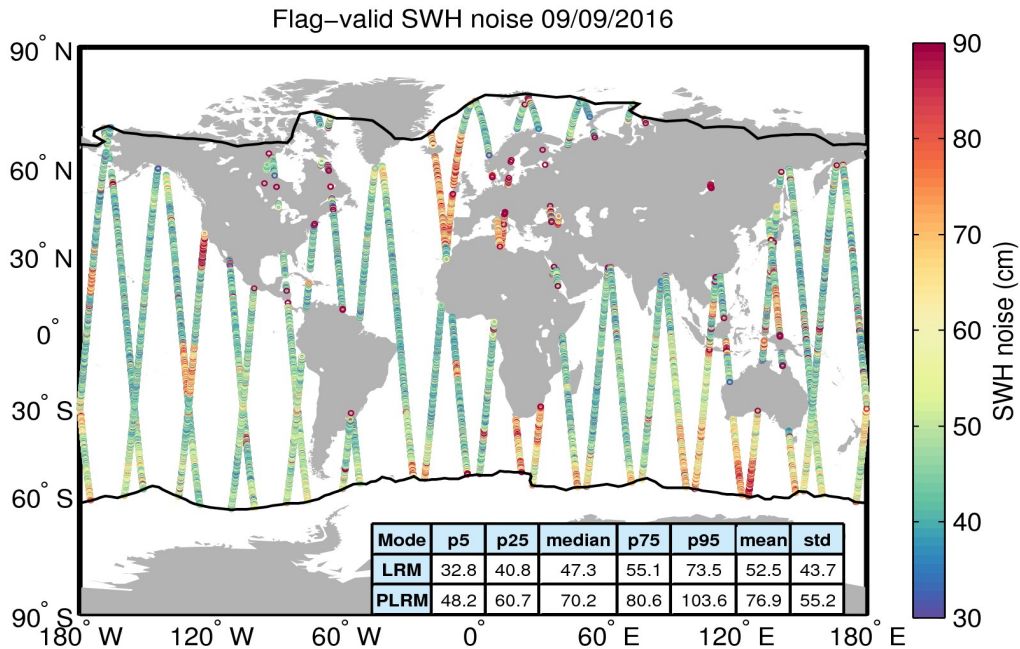 Flag−valid SWH noise 09/09/2016
90° N
60° N
30° N
0°
30° S
60° S
90° S
180° W
120° W
60° W
0°
60° E
120° E
180° E
Mode p5 p25 median p75 p95 mean std
LRM 32.8 40.8 47.3 55.1 73.5 52.5 43.7
PLRM 48.2 60.7 70.2 80.6 103.6 76.9 55.2
90
80
70
60
50
40
30
SWH noise (cm)